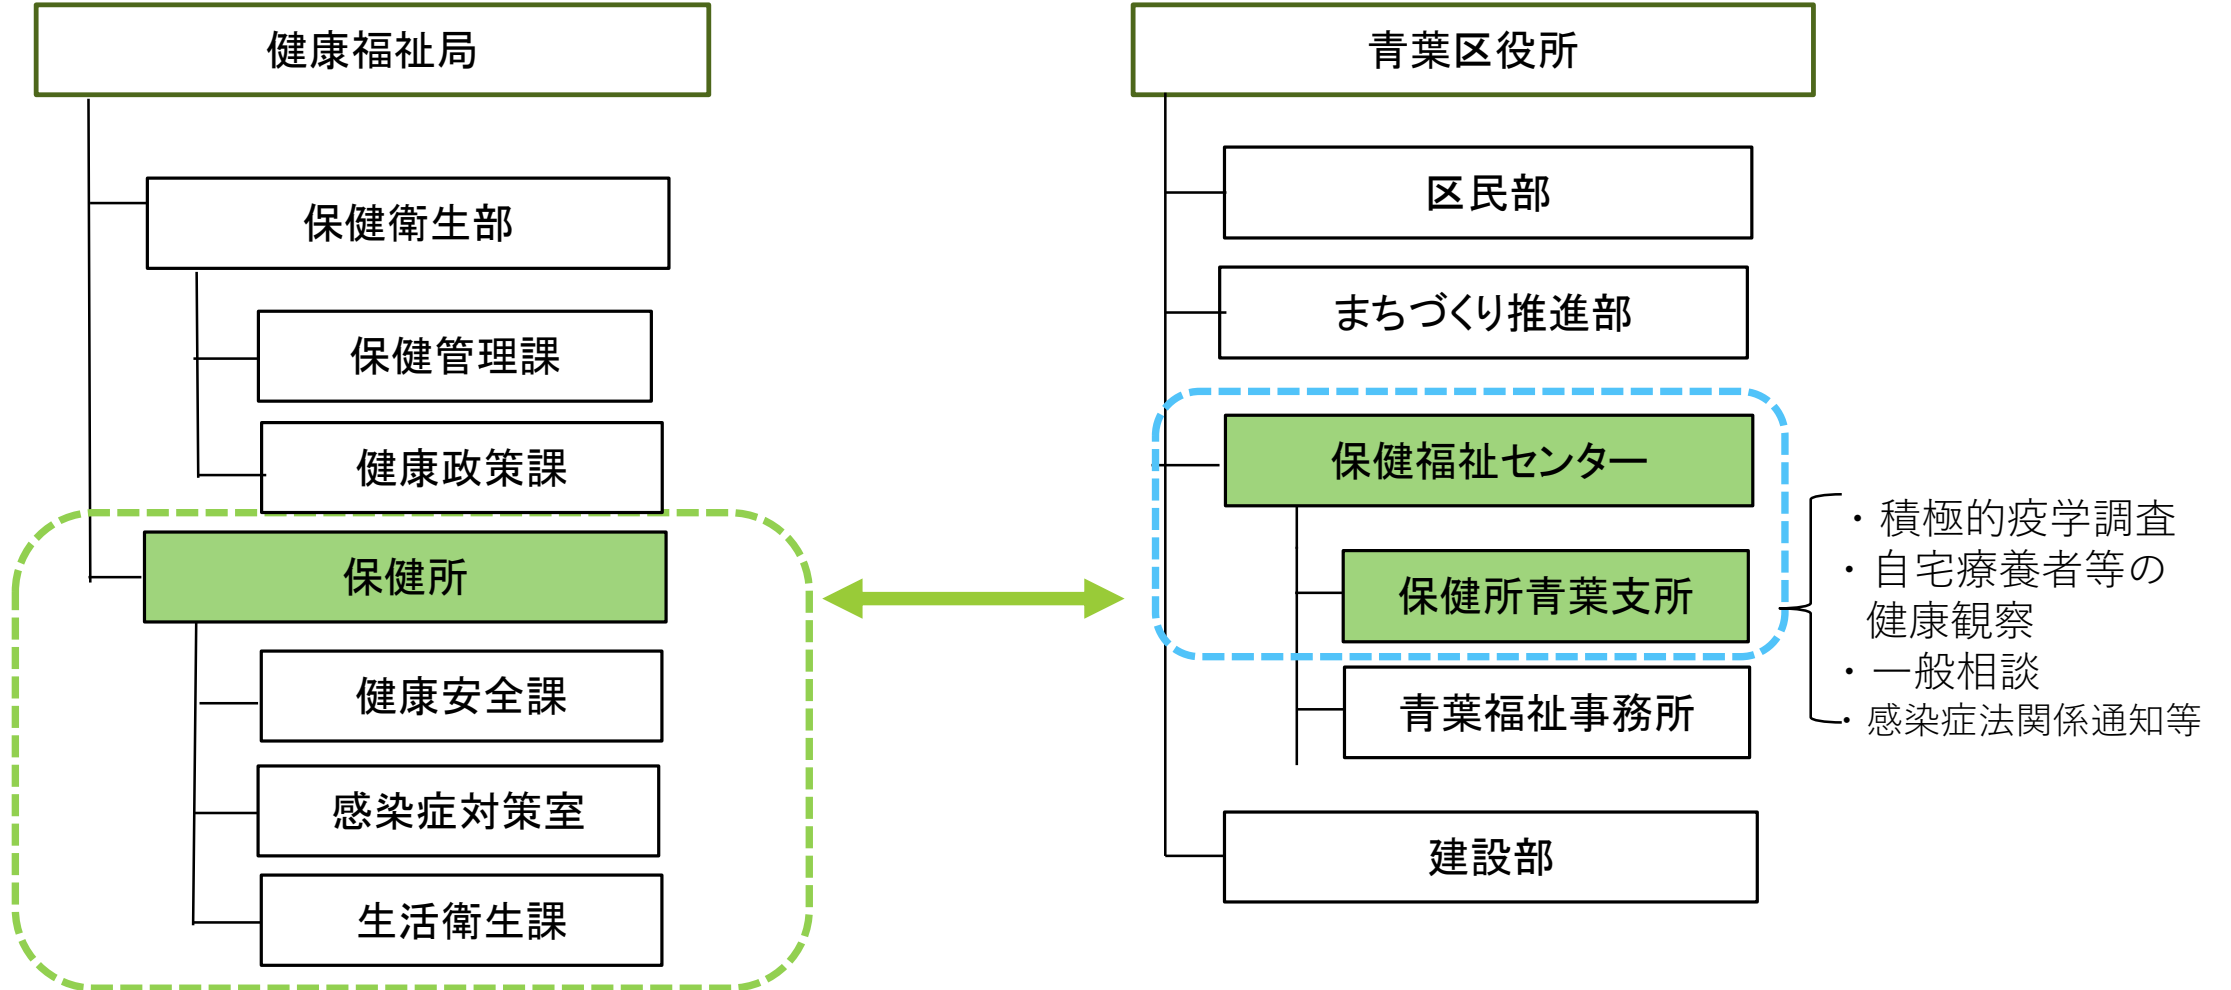 健康福祉局
保健衛生部
保健管理課
健康政策課
保健所
健康安全課
感染症対策室
生活衛生課
青葉区役所
区民部
まちづくり推進部
保健福祉センター
保健所青葉支所
青葉福祉事務所
建設部
・積極的疫学調査
・自宅療養者等の
健康観察
・一般相談
・感染症法関係通知等